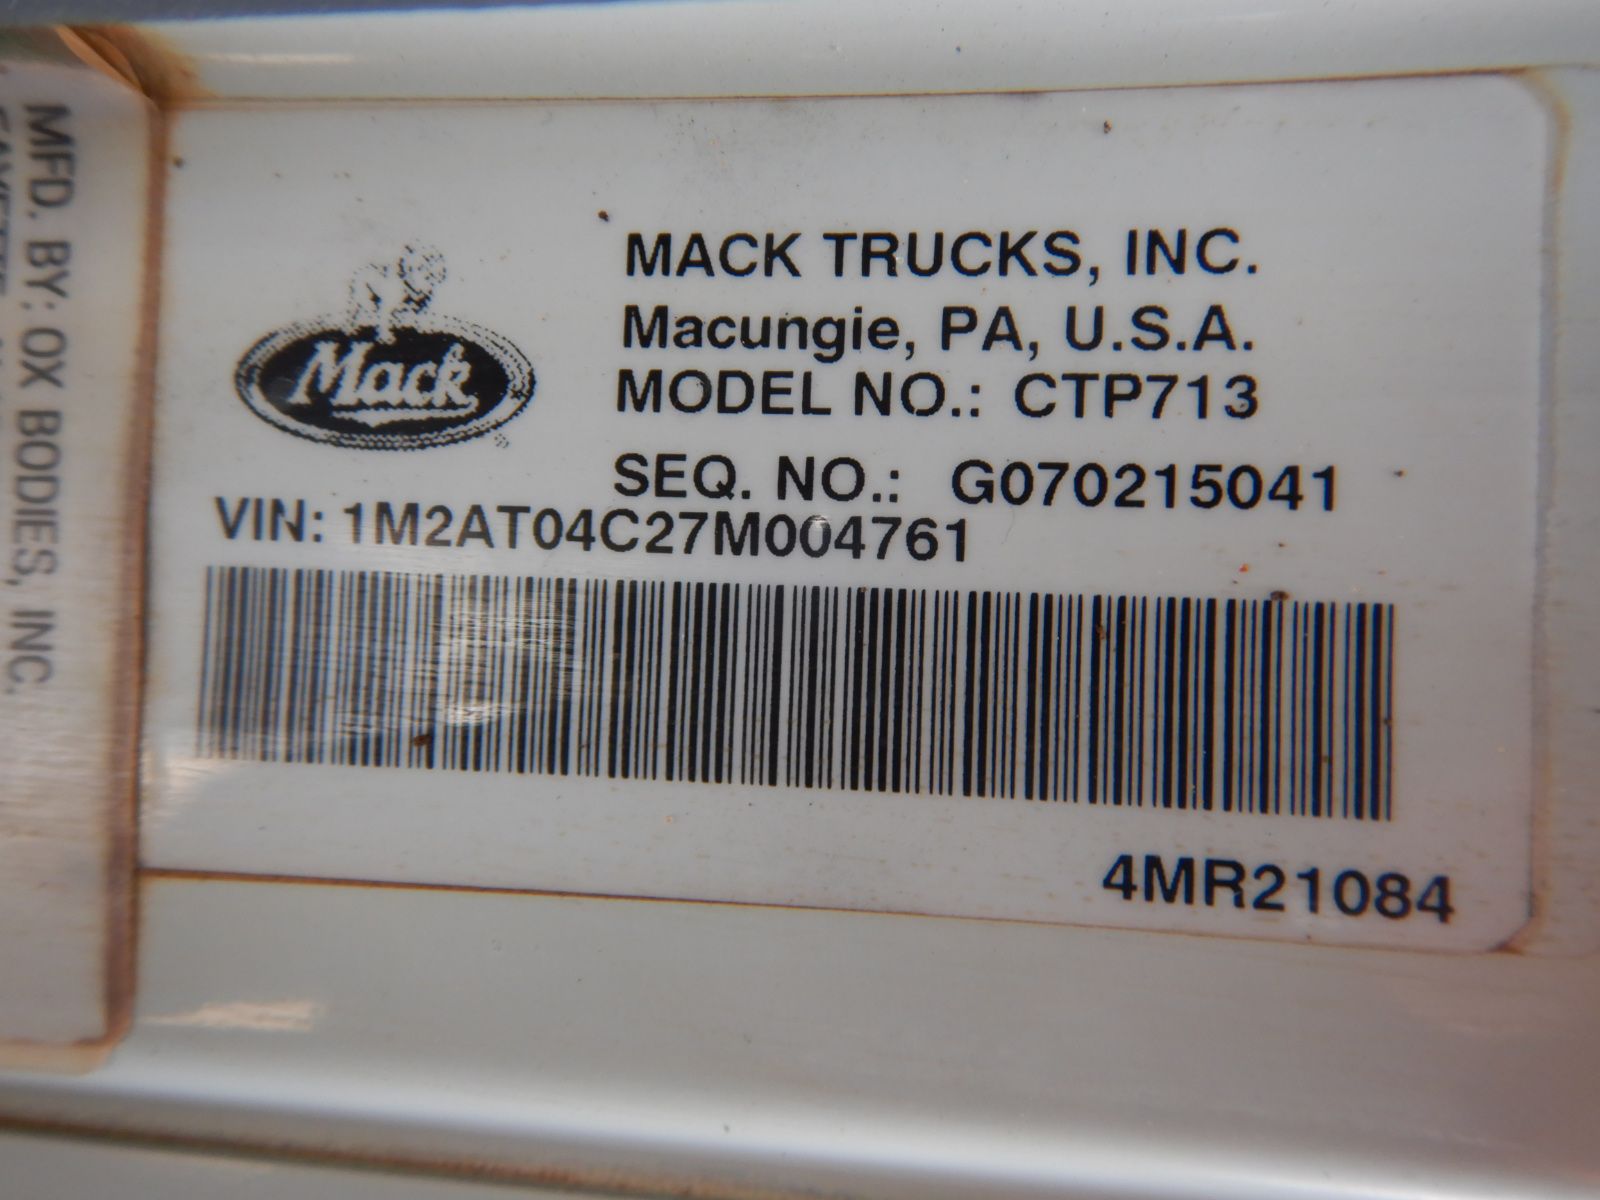 MFD. BY: OX BODIES, INC.
Mack
MACK TRUCKS, INC.
Macungie, PA, U.S.A.
MODEL NO.: CTP713
SEQ. NO.: G070215041
VIN: 1M2AT04C27M004761
4MR21084